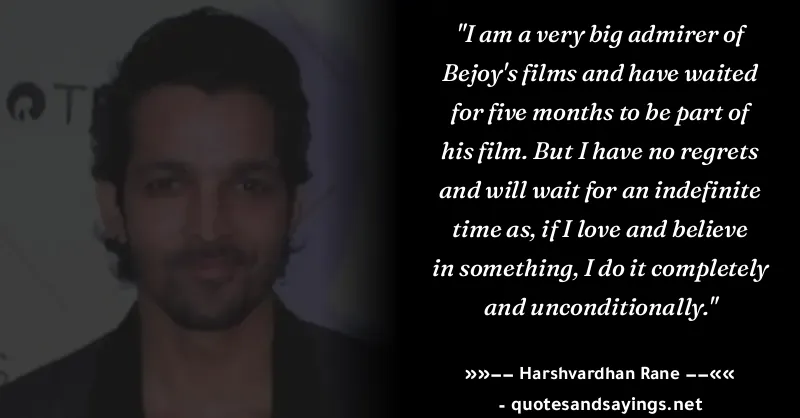 "I am a very big admirer of
Bejoy's films and have waited
for five months to be part of
his film. But I have no regrets
and will wait for an indefinite
time as, if I love and believe
in something, I do it completely
and unconditionally."
»»−− Harshvardhan Rane −−««
- quotesandsayings.net